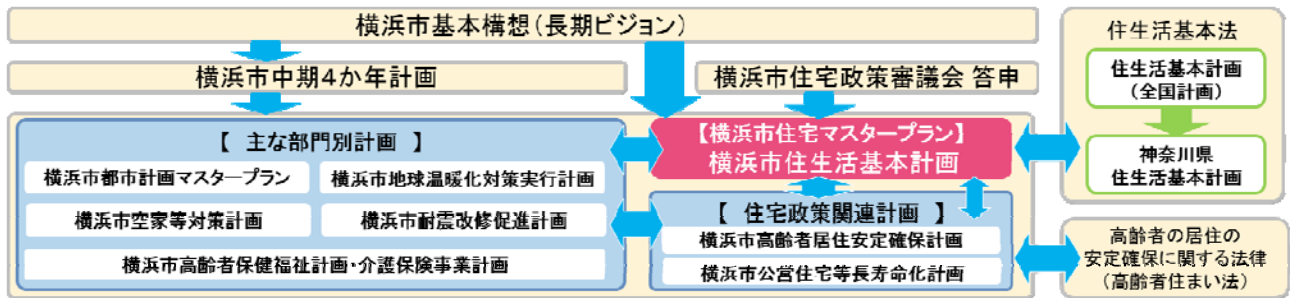 横浜市基本構想(長期ビジョン)
横浜市中期4か年計画
横浜市住宅政策審議会 答申
【 主な部門別計画 】
横浜市都市計画マスタープラン
横浜市地球温暖化対策実行計画
横浜市空家等対策計画
横浜市耐震改修促進計画
横浜市高齢者保健福祉計画・介護保険事業計画
【横浜市住宅マスタープラン】
横浜市住生活基本計画
【 住宅政策関連計画 】
横浜市高齢者居住安定確保計画
横浜市公営住宅等長寿命化計画
住生活基本法
住生活基本計画
(全国計画)
神奈川県
住生活基本計画
高齢者の居住の
安定確保に関する法律
(高齢者住まい法)